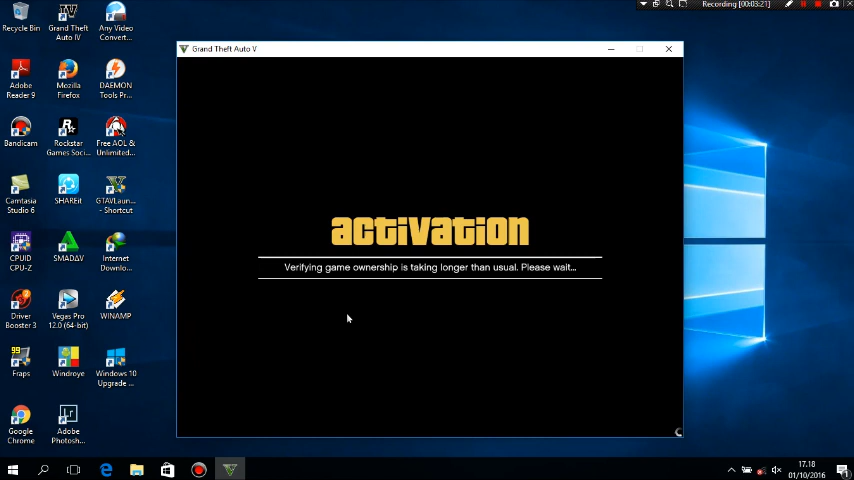 Recording [00:03:21]
Recycle Bin
Grand Theft
Auto IV
Any Video
Convert...
Adobe
Reader 9
Mozilla
Firefox
DAEMON
Tools Pr...
Bandicam
Rockstar
Games Soci...
Free AOL &
Unlimited...
Camtasia
Studio 6
SHAREit
GTAVLaun...
- Shortcut
CPUID
CPU-Z
SMADAV
Internet
Downlo...
Driver
Booster 3
Vegas Pro
12.0 (64-bit)
WINAMP
99
Fraps
Windroye
Windows 10
Upgrade ...
Google
Chrome
Lr
Adobe
Photosh...
Grand Theft Auto V
activation
Verifying game ownership is taking longer than usual. Please wait...
17.18
01/10/2016
1